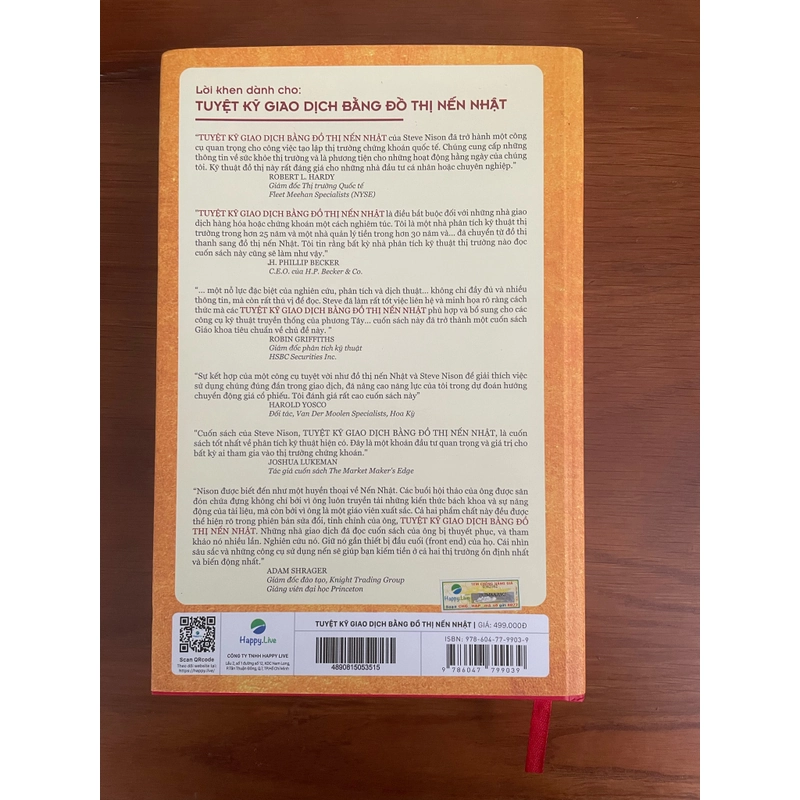 Lời khen dành cho:
TUYỆT KỸ GIAO DỊCH BẰNG ĐỒ THỊ NẾN NHẬT
"TUYỆT KỸ GIAO DỊCH BẰNG ĐỒ THỊ NẾN NHẬT của Steve Nison đã trở hành một công
cụ quan trọng cho công việc tạo lập thị trường chứng khoán quốc tế. Chúng cung cấp những
thông tin về sức khỏe thị trường và là phương tiện cho những hoạt động hằng ngày của chúng
tôi. Kỹ thuật đồ thị này rất đáng giá cho những nhà đầu tư cá nhân hoặc chuyên nghiệp."
ROBERT L. HARDY
Giám đốc Thị trường Quốc tế
Fleet Meehan Specialists (NYSE)
"TUYỆT KỸ GIAO DỊCH BẰNG ĐỒ THỊ NẾN NHẬT là điều bắt buộc đối với những nhà giao
dịch hàng hóa hoặc chứng khoán một cách nghiêm túc. Tôi là một nhà phân tích kỹ thuật thị
trường trong hơn 25 năm và một nhà quản lý tiền trong hơn 30 năm và... đã chuyển từ đồ thị
thanh sang đồ thị nến Nhật. Tôi tin rằng bất kỳ nhà phân tích kỹ thuật thị trường nào đọc
cuốn sách này cũng sẽ làm như vậy."
.H. PHILLIP BECKER
C.E.O. của H.P. Becker & Co.
"... một nỗ lực đặc biệt của nghiên cứu, phân tích và dịch thuật... không chỉ đầy đủ và nhiều
thông tin, mà còn rất thú vị để đọc. Steve đã làm rất tốt việc liên hệ và minh họa rõ ràng cách
thức mà các TUYỆT KỸ GIAO DỊCH BẰNG ĐỒ THỊ NẾN NHẬT phù hợp và bổ sung cho các
công cụ kỹ thuật truyền thống của phương Tây... cuốn sách này đã trở thành một cuốn sách
Giáo khoa tiêu chuẩn về chủ đề này. "
ROBIN GRIFFITHS
Giám đốc phân tích kỹ thuật
HSBC Securities Inc.
"Sự kết hợp của một công cụ tuyệt vời như đồ thị nến Nhật và Steve Nison để giải thích việc
sử dụng chúng đúng đắn trong giao dịch, đã nâng cao năng lực của tôi trong dự đoán hướng
chuyển động giá cổ phiếu. Tôi đánh giá rất cao cuốn sách này"
HAROLD YOSCO
Đối tác, Van Der Moolen Specialists, Hoa Kỳ
"Cuốn sách của Steve Nison, TUYỆT KỸ GIAO DỊCH BẰNG ĐỒ THỊ NẾN NHẬT, là cuốn
sách tốt nhất về phân tích kỹ thuật hiện có. Đây là một khoản đầu tư quan trọng và giá trị cho
bất kỳ ai tham gia vào thị trường chứng khoán."
JOSHUA LUKEMAN
Tác giả cuốn sách The Market Maker's Edge
"Nison được biết đến như một huyền thoại về Nến Nhật. Các buổi hội thảo của ông được săn
đón chứa đựng không chỉ bởi vì ông luôn truyền tải những kiến thức bách khoa và sự năng
động của tài liệu, mà còn bởi vì ông là một giáo viên xuất sắc. Cả hai phẩm chất này đều được
thể hiện rõ trong phiên bản sửa đổi, tinh chỉnh của ông, TUYỆT KỸ GIAO DỊCH BẰNG ĐỒ
THỊ NẾN NHẬT. Những nhà giao dịch đã đọc cuốn sách của ông bị thuyết phục, và tham
khảo nó nhiều lần. Nghiên cứu nó. Giữ nó gần thiết bị đầu cuối (front end) của họ. Cái nhìn
sâu sắc và những công cụ sử dụng nến sẽ giúp bạn kiếm tiền ở cả hai thị trường ổn định nhất
và biến động nhất."
ADAM SHRAGER
Giám đốc đào tạo, Knight Trading Group
Giảng viên đại học Princeton
Happy.Live
Scan QRcode
Theo dõi website tại:
https://happy.live/
Happy.Live
CÔNG TY TNHH HAPPY LIVE
TUYỆT KỸ GIAO DỊCH BẰNG ĐỒ THỊ NẾN NHẬT | GIÁ: 499.000Đ
4890815053515
ISBN: 978-604-77-9903-9
9 786047 799039